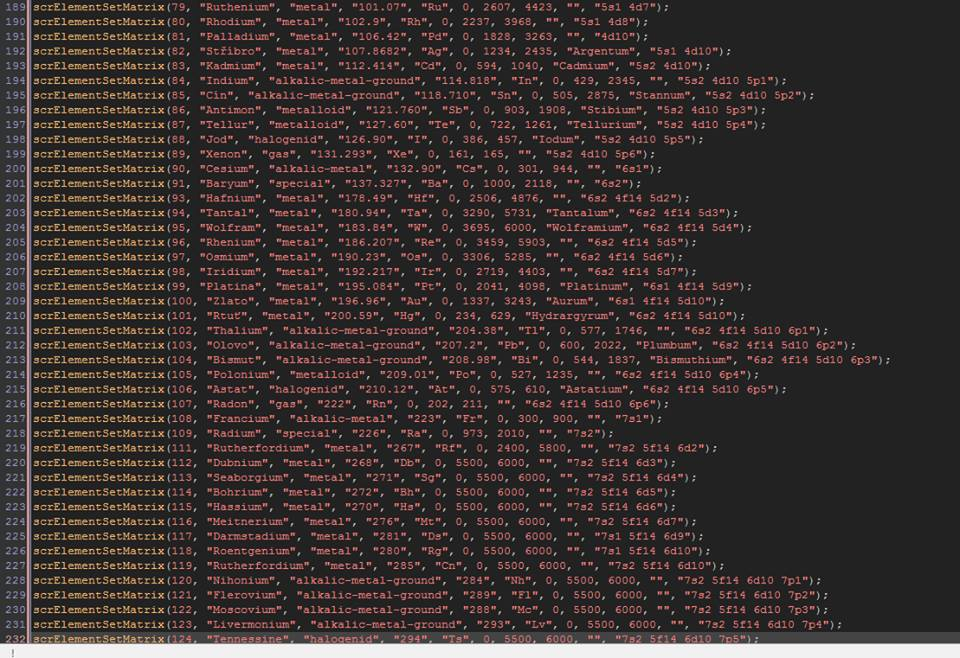 189 scrElementSetMatrix(79, "Ruthenium", "metal", "101.07", "Ru", 0, 2607, 4423, "", "5s1 4d7");
190 scrElementSetMatrix(80, "Rhodium", "metal", "102.9", "Rh", 0, 2237, 3968, "", "5s1 4d8");
191 scrElementSetMatrix(81, "Palladium", "metal", "106.42", "Pd", 0, 1828, 3263, "", "4d10");
192 scrElementSetMatrix(82, "Stříbro", "metal", "107.8682", "Ag", 0, 1234, 2435, "Argentum", "5s1 4d10");
193 scrElementSetMatrix(83, "Kadmium", "metal", "112.414", "Cd", 0, 594, 1040, "Cadmium", "5s2 4d10");
194 scrElementSetMatrix(84, "Indium", "alkalic-metal-ground", "114.818", "In", 0, 429, 2345, "", "5s2 4d10 5p1");
195 scrElementSetMatrix(85, "Cin", "alkalic-metal-ground", "118.710", "Sn", 0, 505, 2875, "Stannum", "5s2 4d10 5p2");
196 scrElementSetMatrix(86, "Antimon", "metalloid", "121.760", "Sb", 0, 903, 1908, "Stibium", "5s2 4d10 5p3");
197 scrElementSetMatrix(87, "Tellur", "metalloid", "127.60", "Te", 0, 722, 1261, "Tellurium", "5s2 4d10 5p4");
198 scrElementSetMatrix(88, "Jod", "halogenid", "126.90", "I", 0, 386, 457, "Iodum", "5s2 4d10 5p5");
199 scrElementSetMatrix(89, "Xenon", "gas", "131.293", "Xe", 0, 161, 165, "", "5s2 4d10 5p6");
200 scrElementSetMatrix(90, "Cesium", "alkalic-metal", "132.90", "Cs", 0, 301, 944, "", "6s1");
201 scrElementSetMatrix(91, "Baryum", "special", "137.327", "Ba", 0, 1000, 2118, "", "6s2");
202 scrElementSetMatrix(93, "Hafnium", "metal", "178.49", "Hf", 0, 2506, 4876, "", "6s2 4f14 5d2");
203 scrElementSetMatrix(94, "Tantal", "metal", "180.94", "Ta", 0, 3290, 5731, "Tantalum", "6s2 4f14 5d3");
204 scrElementSetMatrix(95, "Wolfram", "metal", "183.84", "W", 0, 3695, 6000, "Wolframium", "6s2 4f14 5d4");
205 scrElementSetMatrix(96, "Rhenium", "metal", "186.207", "Re", 0, 3459, 5903, "", "6s2 4f14 5d5");
206 scrElementSetMatrix(97, "Osmium", "metal", "190.23", "Os", 0, 3306, 5285, "", "6s2 4f14 5d6");
207 scrElementSetMatrix(98, "Iridium", "metal", "192.217", "Ir", 0, 2719, 4403, "", "6s2 4f14 5d7");
208 scrElementSetMatrix(99, "Platina", "metal", "195.084", "Pt", 0, 2041, 4098, "Platinum", "6s1 4f14 5d9");
209 scrElementSetMatrix(100, "Zlato", "metal", "196.96", "Au", 0, 1337, 3243, "Aurum", "6s1 4f14 5d10");
210 scrElementSetMatrix(101, "Rtuť", "metal", "200.59", "Hg", 0, 234, 629, "Hydrargyrum", "6s2 4f14 5d10");
211 scrElementSetMatrix(102, "Thalium", "alkalic-metal-ground", "204.38", "Tl", 0, 577, 1746, "", "6s2 4f14 5d10 6p1");
212 scrElementSetMatrix(103, "Olovo", "alkalic-metal-ground", "207.2", "Pb", 0, 600, 2022, "Plumbum", "6s2 4f14 5d10 6p2");
213 scrElementSetMatrix(104, "Bismut", "alkalic-metal-ground", "208.98", "Bi", 0, 544, 1837, "Bismuthium", "6s2 4f14 5d10 6p3");
214 scrElementSetMatrix(105, "Polonium", "metalloid", "209.01", "Po", 0, 527, 1235, "", "6s2 4f14 5d10 6p4");
215 scrElementSetMatrix(106, "Astat", "halogenid", "210.12", "At", 0, 575, 610, "Astatium", "6s2 4f14 5d10 6p5");
216 scrElementSetMatrix(107, "Radon", "gas", "222", "Rn", 0, 202, 211, "", "6s2 4f14 5d10 6p6");
217 scrElementSetMatrix(108, "Francium", "alkalic-metal", "223", "Fr", 0, 300, 900, "", "7s1");
218 scrElementSetMatrix(109, "Radium", "special", "226", "Ra", 0, 973, 2010, "", "7s2");
219 scrElementSetMatrix(111, "Rutherfordium", "metal", "267", "Rf", 0, 2400, 5800, "", "7s2 5f14 6d2");
220 scrElementSetMatrix(112, "Dubnium", "metal", "268", "Db", 0, 5500, 6000, "", "7s2 5f14 6d3");
221 scrElementSetMatrix(113, "Seaborgium", "metal", "271", "Sg", 0, 5500, 6000, "", "7s2 5f14 6d4");
222 scrElementSetMatrix(114, "Bohrium", "metal", "272", "Bh", 0, 5500, 6000, "", "7s2 5f14 6d5");
223 scrElementSetMatrix(115, "Hassium", "metal", "270", "Hs", 0, 5500, 6000, "", "7s2 5f14 6d6");
224 scrElementSetMatrix(116, "Meitnerium", "metal", "276", "Mt", 0, 5500, 6000, "", "7s2 5f14 6d7");
225 scrElementSetMatrix(117, "Darmstadium", "metal", "281", "Ds", 0, 5500, 6000, "", "7s1 5f14 6d9");
226 scrElementSetMatrix(118, "Roentgenium", "metal", "280", "Rg", 0, 5500, 6000, "", "7s1 5f14 6d10");
227 scrElementSetMatrix(119, "Rutherfordium", "metal", "285", "Cn", 0, 5500, 6000, "", "7s2 5f14 6d10");
228 scrElementSetMatrix(120, "Nihonium", "alkalic-metal-ground", "284", "Nh", 0, 5500, 6000, "", "7s2 5f14 6d10 7p1");
229 scrElementSetMatrix(121, "Flerovium", "alkalic-metal-ground", "289", "Fl", 0, 5500, 6000, "", "7s2 5f14 6d10 7p2");
230 scrElementSetMatrix(122, "Moscovium", "alkalic-metal-ground", "288", "Mc", 0, 5500, 6000, "", "7s2 5f14 6d10 7p3");
231 scrElementSetMatrix(123, "Livermonium", "alkalic-metal-ground", "293", "Lv", 0, 5500, 6000, "", "7s2 5f14 6d10 7p4");
232 scrElementSetMatrix(124, "Tennessine", "halogenid", "294", "Ts", 0, 5500, 6000, "", "7s2 5f14 6d10 7p5");
!